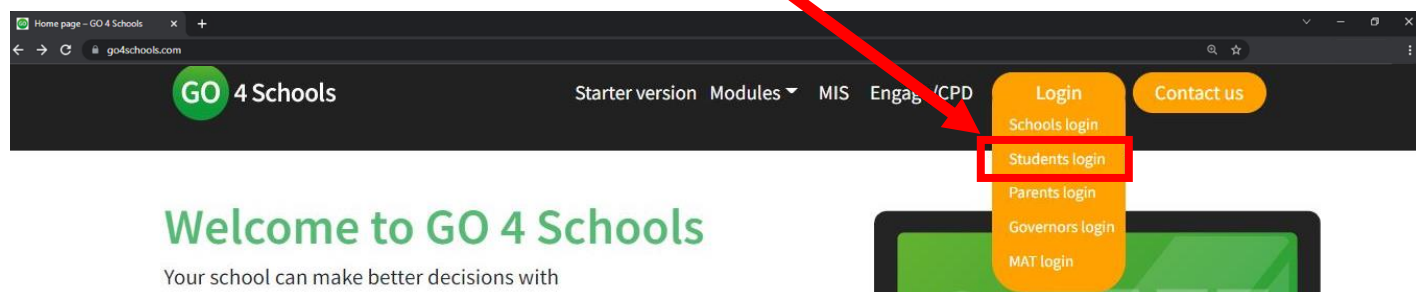 Home page – GO 4 Schools
go4schools.com
GO 4 Schools
Starter version Modules MIS /CPD Login Contact us
Schools login
Students login
Parents login
Governors login
MAT login
Welcome to GO 4 Schools
Your school can make better decisions with